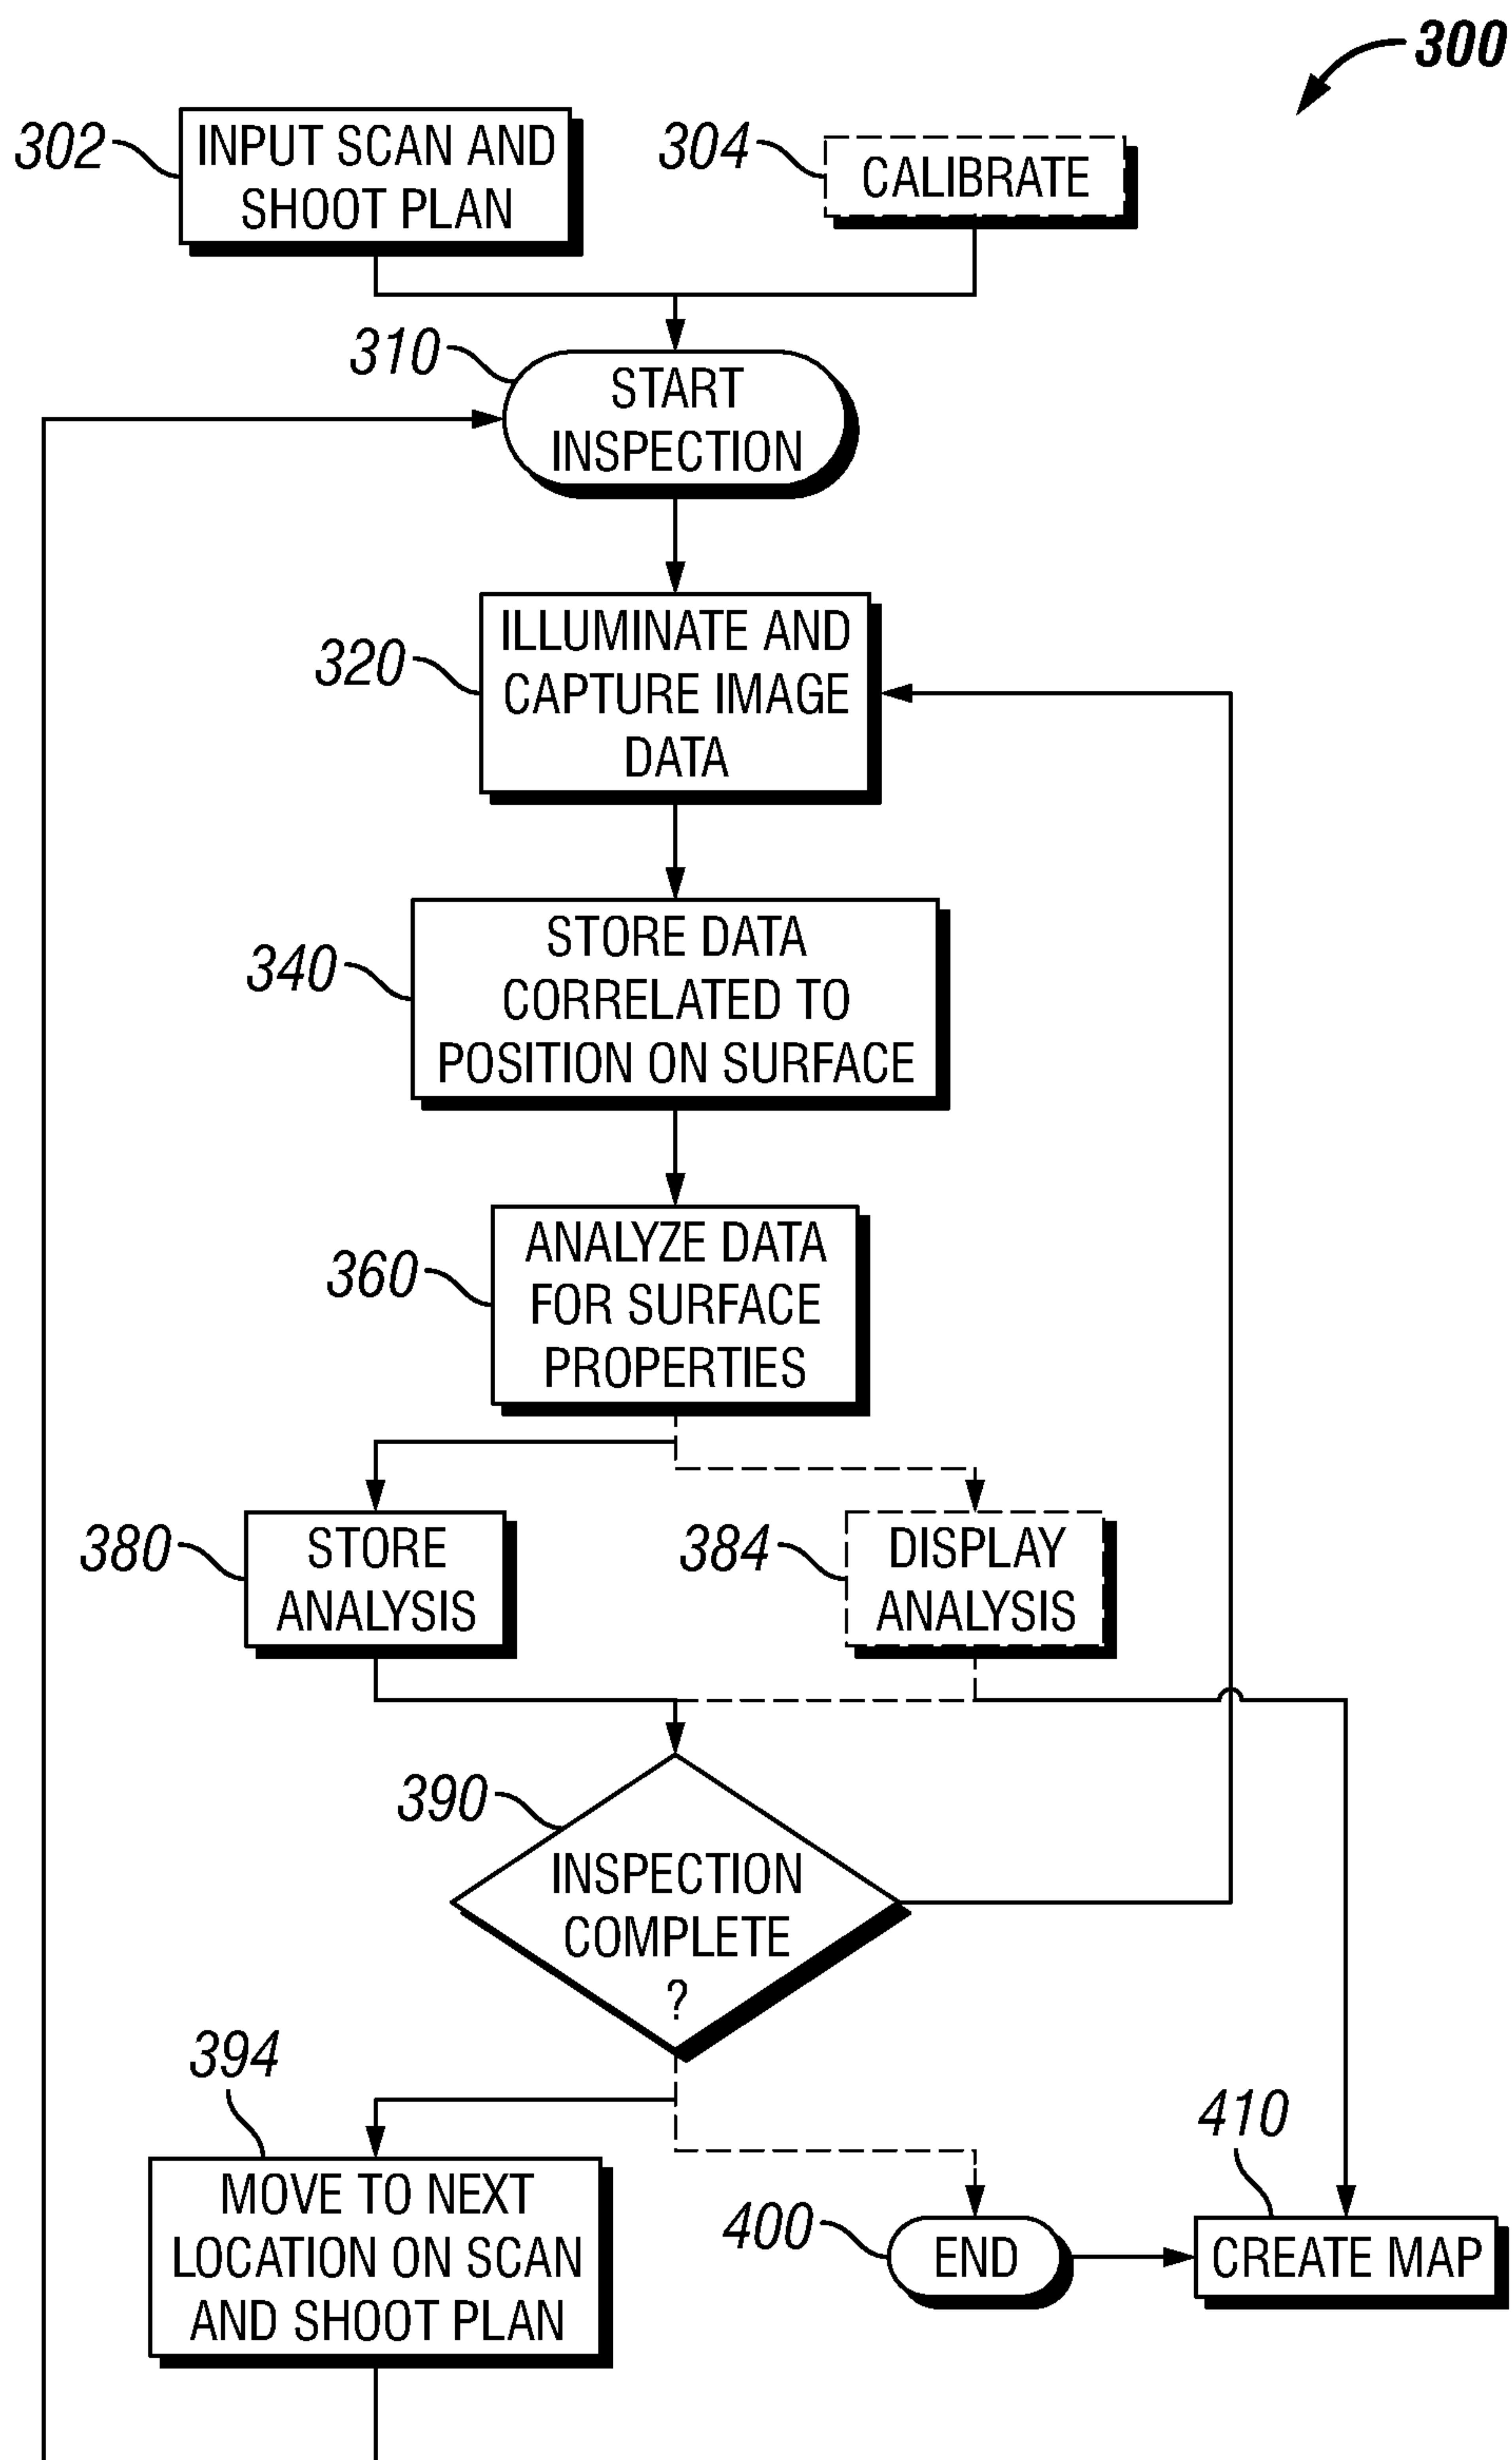 300
302
INPUT SCAN AND
SHOOT PLAN
304
CALIBRATE
310
START
INSPECTION
320
ILLUMINATE AND
CAPTURE IMAGE
DATA
340
STORE DATA
CORRELATED TO
POSITION ON SURFACE
360
ANALYZE DATA
FOR SURFACE
PROPERTIES
380
STORE
ANALYSIS
384
DISPLAY
ANALYSIS
390
INSPECTION
COMPLETE
?
394
MOVE TO NEXT
LOCATION ON SCAN
AND SHOOT PLAN
400
END
410
CREATE MAP